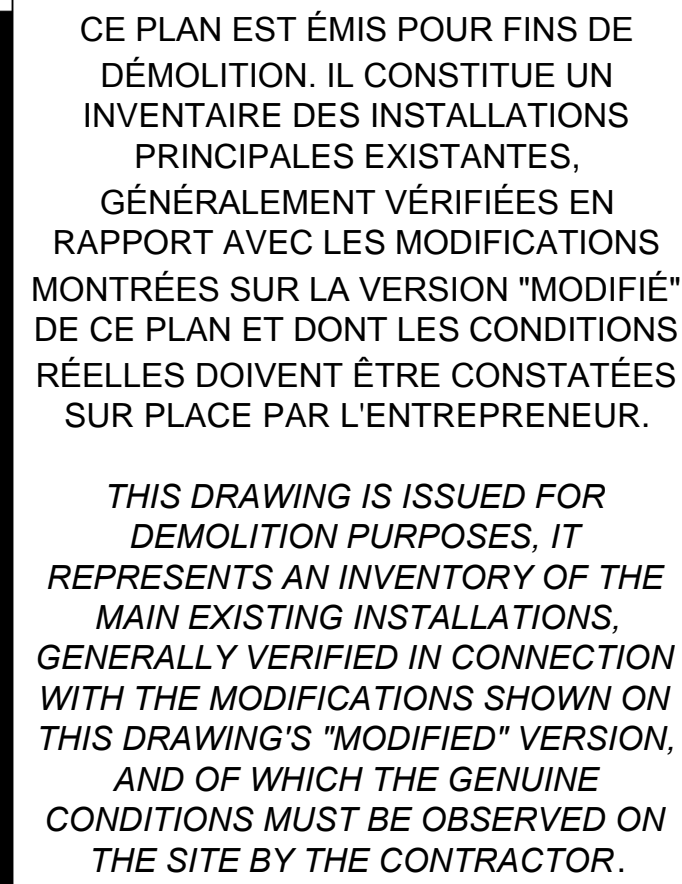 CE PLAN EST ÉMIS POUR FINS DE
DÉMOLITION. IL CONSTITUE UN
INVENTAIRE DES INSTALLATIONS
PRINCIPALES EXISTANTES,
GÉNÉRALEMENT VÉRIFIÉES EN
RAPPORT AVEC LES MODIFICATIONS
MONTRÉES SUR LA VERSION "MODIFIÉ"
DE CE PLAN ET DONT LES CONDITIONS
RÉELLES DOIVENT ÊTRE CONSTATÉES
SUR PLACE PAR L'ENTREPRENEUR.
THIS DRAWING IS ISSUED FOR
DEMOLITION PURPOSES, IT
REPRESENTS AN INVENTORY OF THE
MAIN EXISTING INSTALLATIONS,
GENERALLY VERIFIED IN CONNECTION
WITH THE MODIFICATIONS SHOWN ON
THIS DRAWING'S "MODIFIED" VERSION,
AND OF WHICH THE GENUINE
CONDITIONS MUST BE OBSERVED ON
THE SITE BY THE CONTRACTOR.